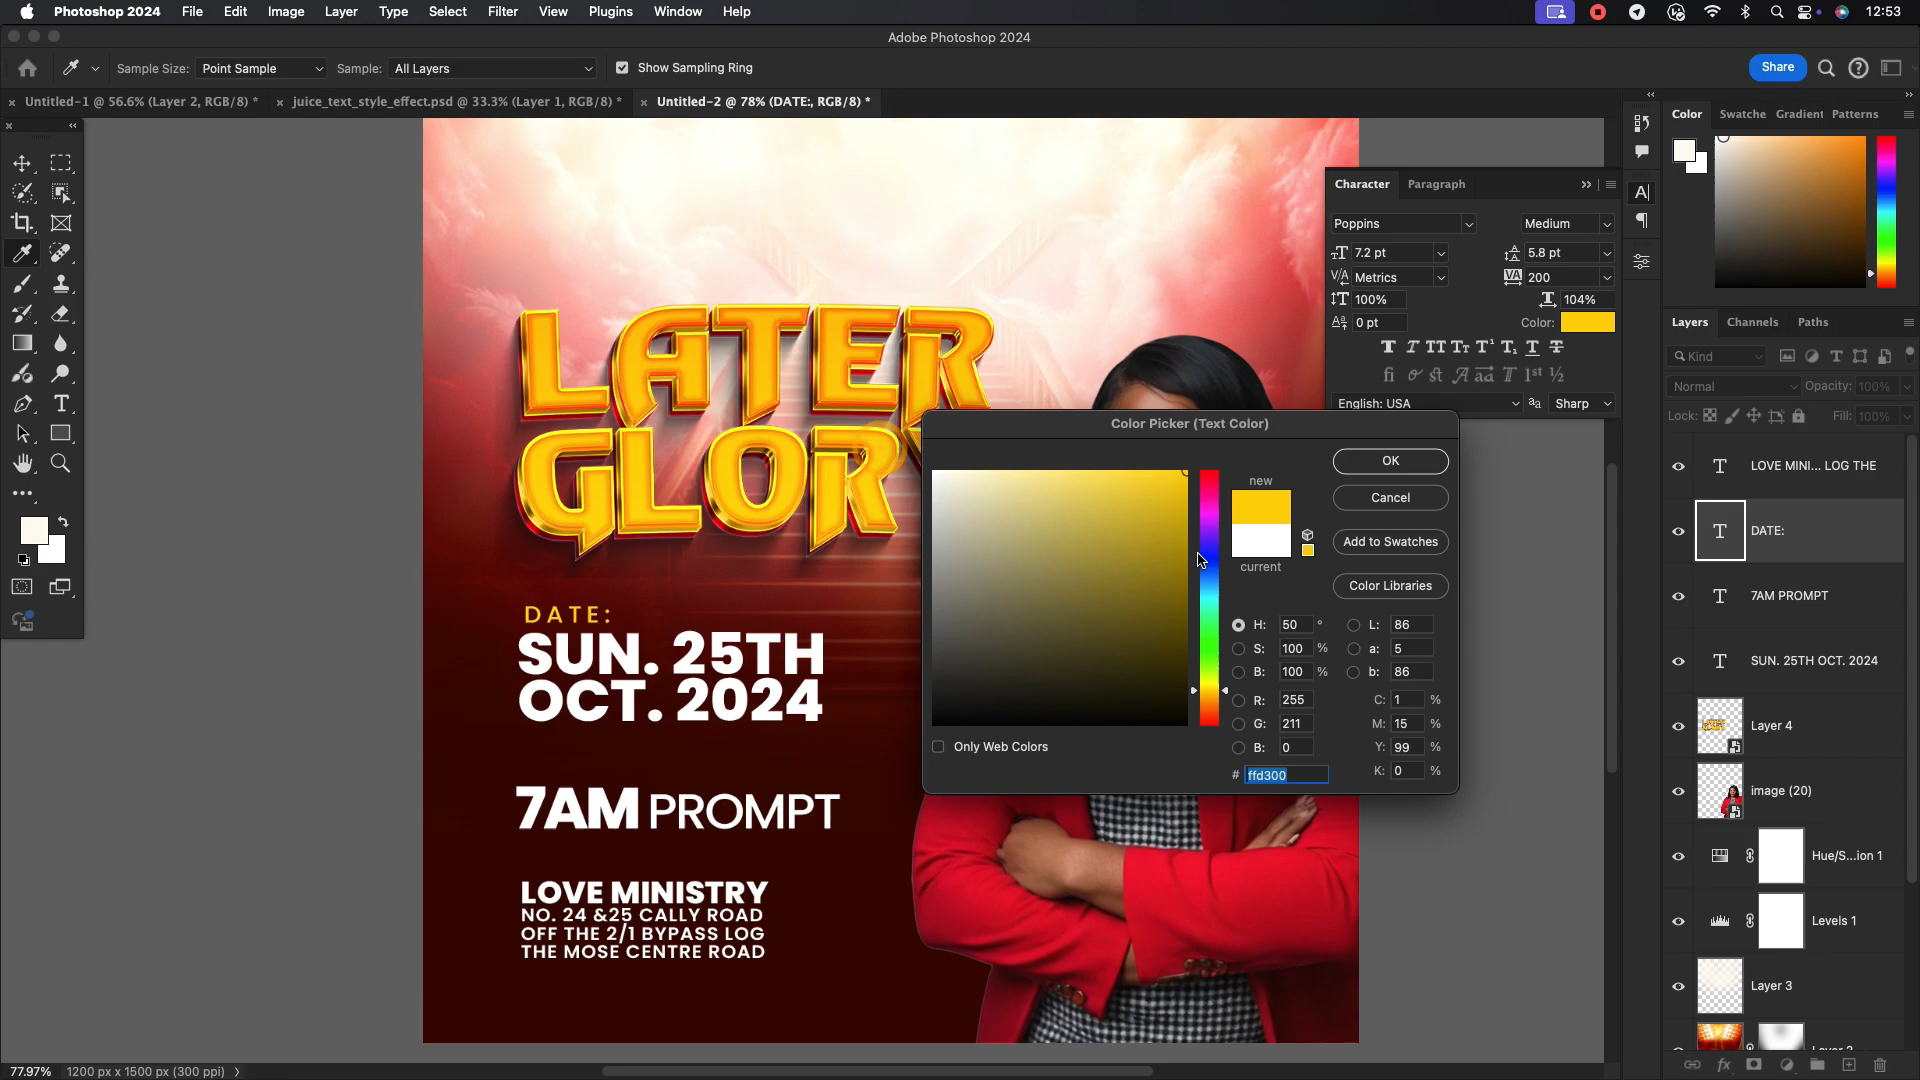 Photoshop 2024 File Edit Image Layer Type Select Filter View Plugins Window Help 12:53
Adobe Photoshop 2024
Sample Size: Point Sample Sample: All Layers Show Sampling Ring Share
Untitled-1 @ 56.6% (Layer 2, RGB/8) * juice_text_style_effect.psd @ 33.3% (Layer 1, RGB/8) * Untitled-2 @ 78% (DATE:, RGB/8) *
Color Swatche Gradient Patterns
Character Paragraph
Poppins Medium
7.2 pt 5.8 pt
Metrics 200
100% 104%
0 pt Color:
English: USA Sharp
LATER
GLORY
DATE:
SUN. 25TH
OCT. 2024
7AM PROMPT
LOVE MINISTRY
NO. 24 &25 CALLY ROAD
OFF THE 2/1 BYPASS LOG
THE MOSE CENTRE ROAD
Color Picker (Text Color)
new
current
OK
Cancel
Add to Swatches
Color Libraries
H: 50 ° L: 86
S: 100 % a: 5
B: 100 % b: 86
R: 255 C: 1 %
G: 211 M: 15 %
B: 0 Y: 99 %
# ffd300 K: 0 %
Only Web Colors
Layers Channels Paths
Kind
Normal Opacity: 100%
Lock: Fill: 100%
LOVE MINI... LOG THE
DATE:
7AM PROMPT
SUN. 25TH OCT. 2024
Layer 4
image (20)
Hue/S...ion 1
Levels 1
Layer 3
77.97% 1200 px x 1500 px (300 ppi)